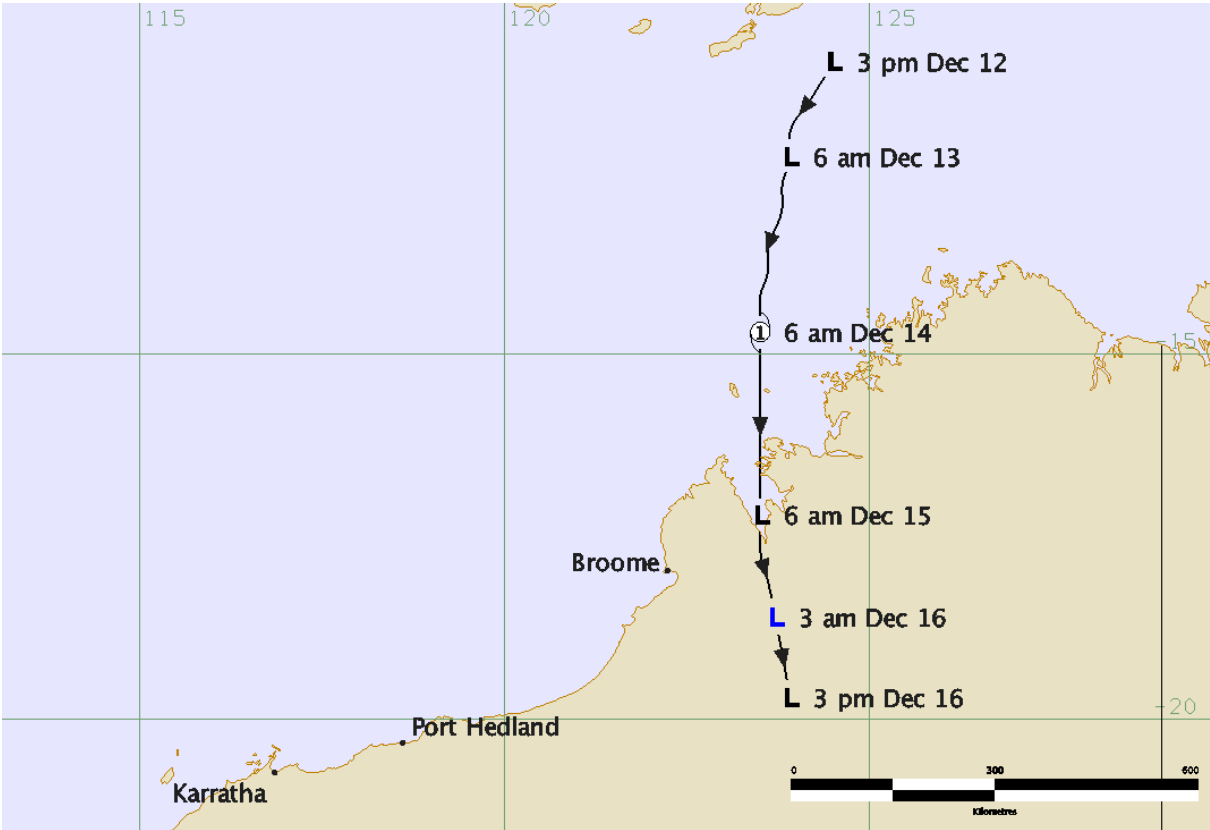 115
120
125
L 3 pm Dec 12
L 6 am Dec 13
1 6 am Dec 14
-15
L 6 am Dec 15
Broome
L 3 am Dec 16
L 3 pm Dec 16
-20
Port Hedland
Karratha
0 300 600
Kilometres